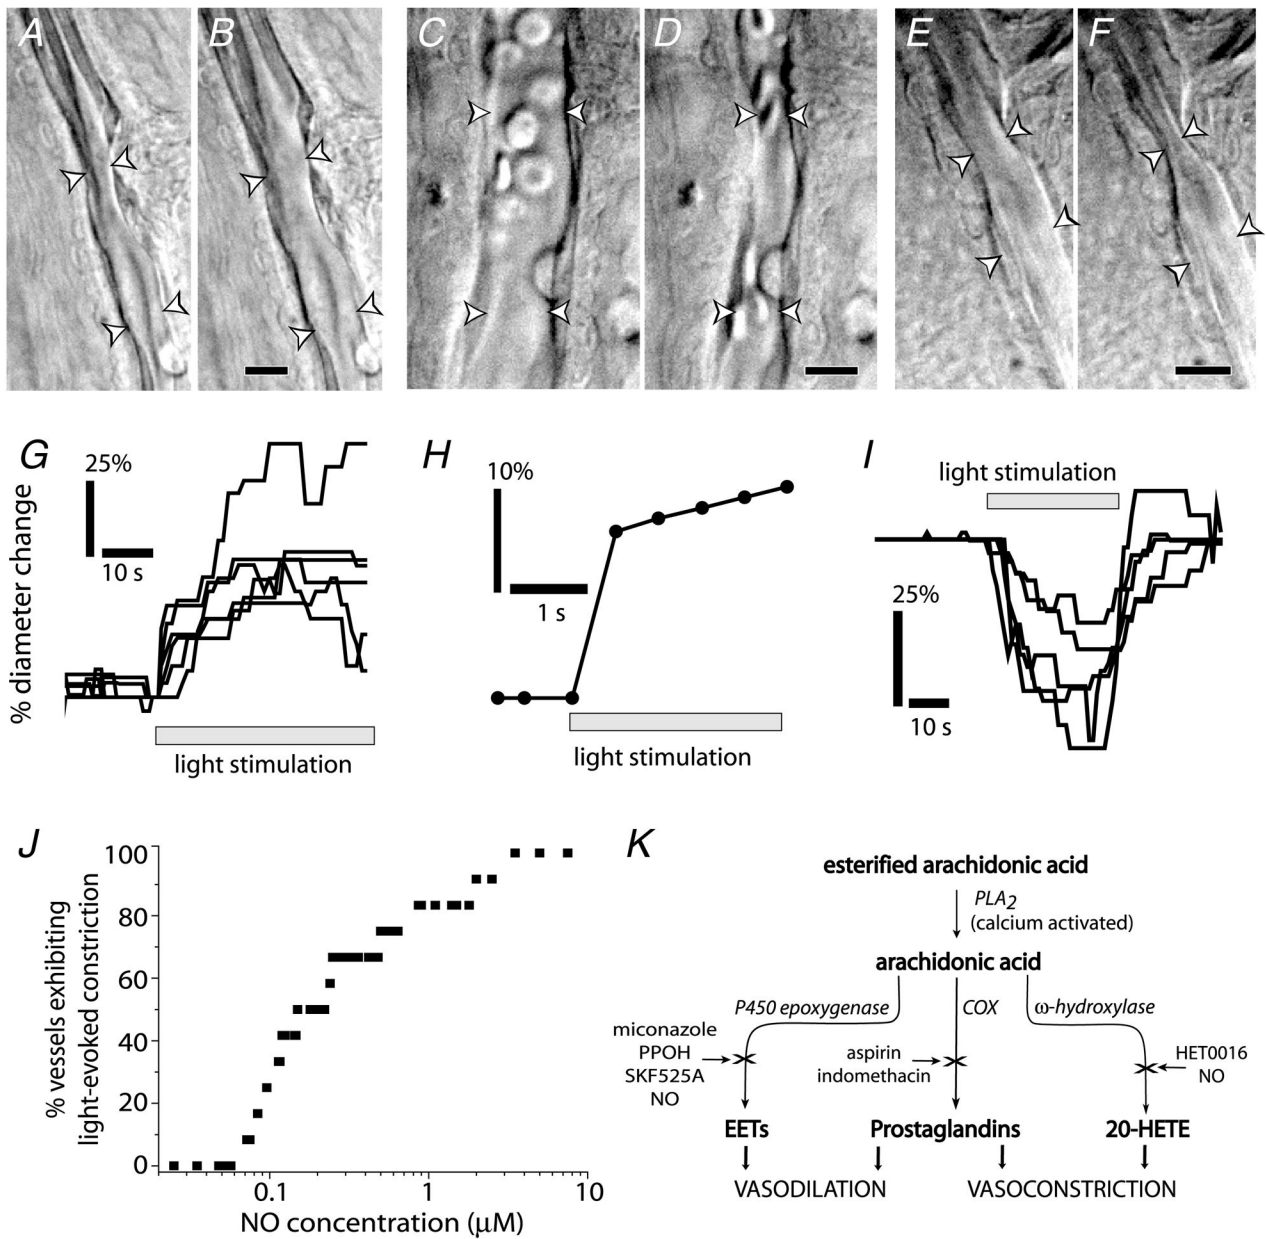 A
B
C
D
E
F
G
25%
10 s
% diameter change
light stimulation
H
10%
1 s
light stimulation
I
light stimulation
25%
10 s
J
% vessels exhibiting
light-evoked constriction
100
80
60
40
20
0
0.1
1
10
NO concentration (µM)
K
esterified arachidonic acid
PLA2
(calcium activated)
arachidonic acid
P450 epoxygenase
COX
ω-hydroxylase
miconazole
PPOH
SKF525A
NO
aspirin
indomethacin
HET0016
NO
EETs
Prostaglandins
20-HETE
VASODILATION
VASOCONSTRICTION